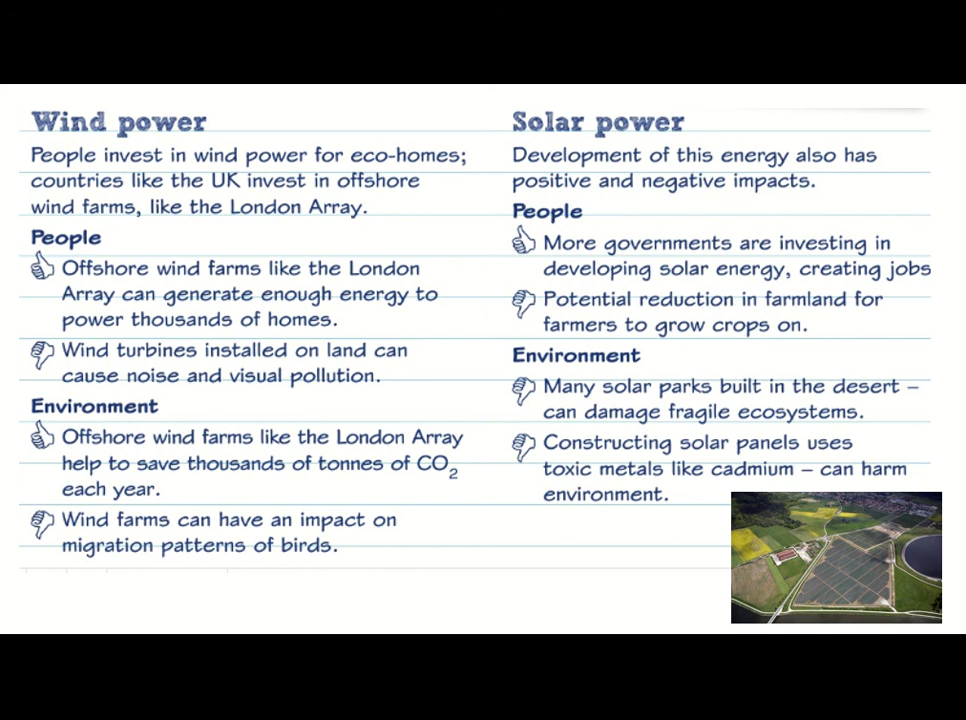 Wind power
People invest in wind power for eco-homes;
countries like the UK invest in offshore
wind farms, like the London Array.
People
Offshore wind farms like the London
Array can generate enough energy to
power thousands of homes.
Wind turbines installed on land can
cause noise and visual pollution.
Environment
Offshore wind farms like the London Array
help to save thousands of tonnes of CO₂
each year.
Wind farms can have an impact on
migration patterns of birds.
Solar power
Development of this energy also has
positive and negative impacts.
People
More governments are investing in
developing solar energy, creating jobs
Potential reduction in farmland for
farmers to grow crops on.
Environment
Many solar parks built in the desert –
can damage fragile ecosystems.
Constructing solar panels uses
toxic metals like cadmium – can harm
environment.